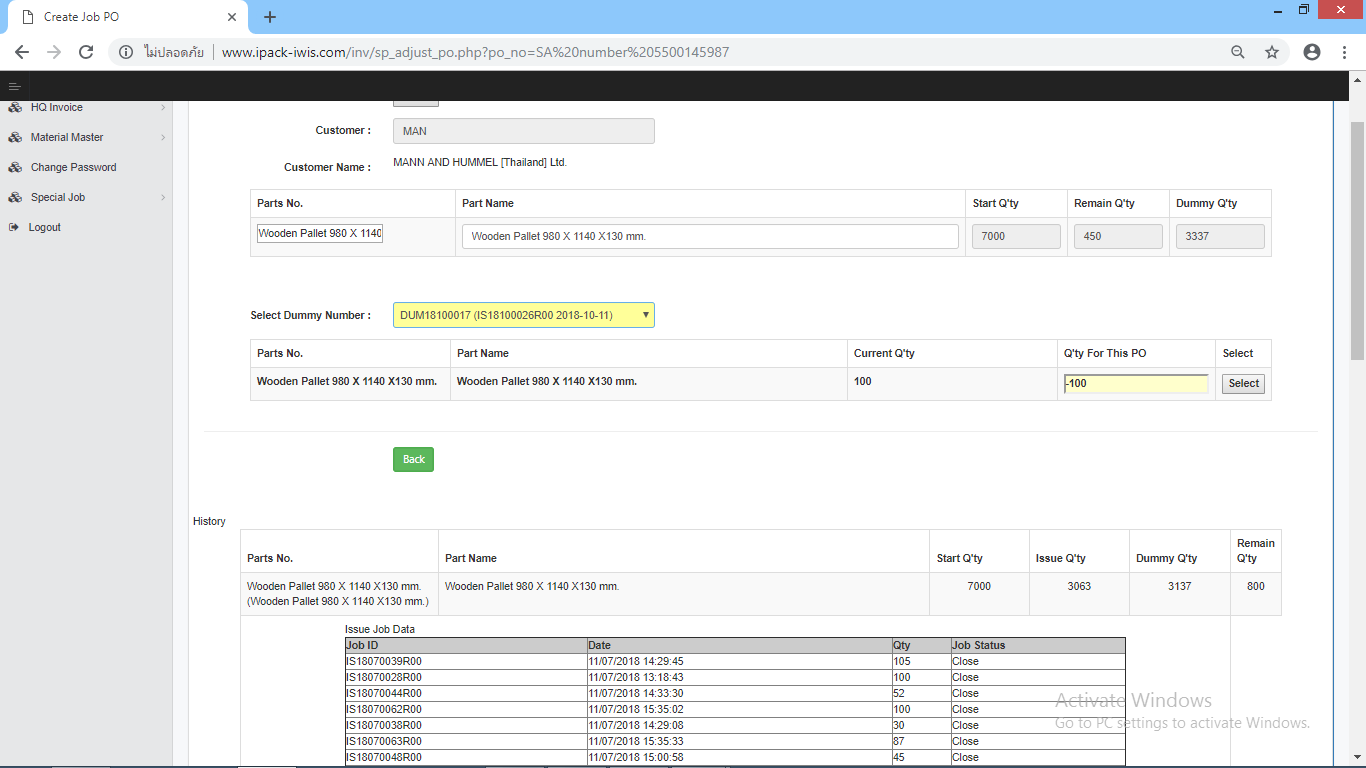 Create Job PO
ไม่ปลอดภัย www.ipack-iwis.com/inv/sp_adjust_po.php?po_no=SA%20number%205500145987
HQ Invoice
Material Master
Change Password
Special Job
Logout
Customer : MAN
Customer Name : MANN AND HUMMEL [Thailand] Ltd.
Parts No. Part Name Start Q'ty Remain Q'ty Dummy Q'ty
Wooden Pallet 980 X 1140 Wooden Pallet 980 X 1140 X130 mm. 7000 450 3337
Select Dummy Number : DUM18100017 (IS18100026R00 2018-10-11)
Parts No. Part Name Current Q'ty Q'ty For This PO Select
Wooden Pallet 980 X 1140 X130 mm. Wooden Pallet 980 X 1140 X130 mm. 100 -100 Select
Back
History
Parts No. Part Name Start Q'ty Issue Q'ty Dummy Q'ty Remain Q'ty
Wooden Pallet 980 X 1140 X130 mm. Wooden Pallet 980 X 1140 X130 mm. 7000 3063 3137 800
(Wooden Pallet 980 X 1140 X130 mm.)
Issue Job Data
Job ID Date Qty Job Status
IS18070039R00 11/07/2018 14:29:45 105 Close
IS18070028R00 11/07/2018 13:18:43 100 Close
IS18070044R00 11/07/2018 14:33:30 52 Close
IS18070062R00 11/07/2018 15:35:02 100 Close
IS18070038R00 11/07/2018 14:29:08 30 Close
IS18070063R00 11/07/2018 15:35:33 87 Close
IS18070048R00 11/07/2018 15:00:58 45 Close
Activate Windows
Go to PC settings to activate Windows.